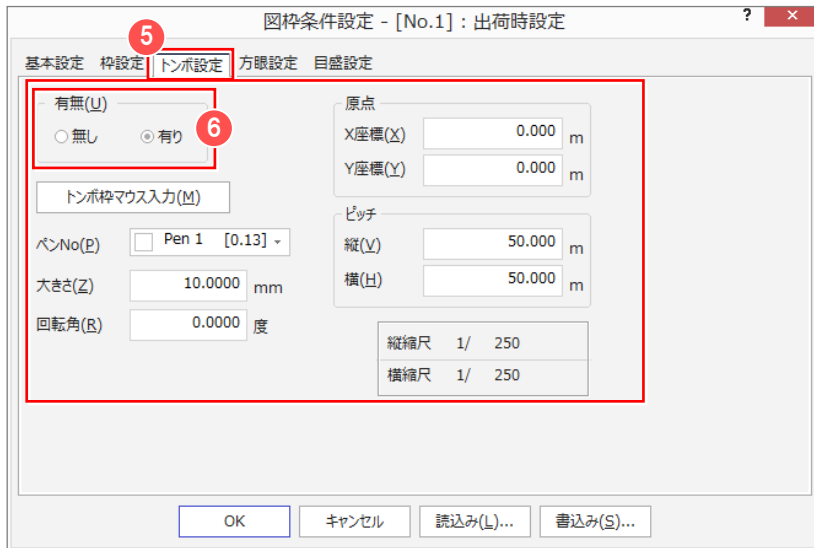 図枠条件設定 - [No.1] : 出荷時設定
? ×
5
基本設定 枠設定 トンボ設定 方眼設定 目盛設定
有無(U)
無し 有り
6
トンボ枠マウス入力(M)
ペンNo(P) Pen 1 [0.13]
大きさ(Z) 10.0000 mm
回転角(R) 0.0000 度
原点
X座標(X) 0.000 m
Y座標(Y) 0.000 m
ピッチ
縦(V) 50.000 m
横(H) 50.000 m
縦縮尺 1/ 250
横縮尺 1/ 250
OK キャンセル 読込み(L)... 書込み(S)...